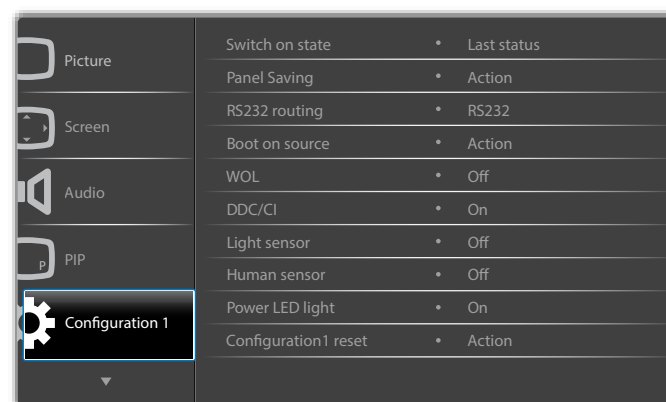 Picture
Screen
Audio
P
PIP
Configuration 1
Switch on state • Last status
Panel Saving • Action
RS232 routing • RS232
Boot on source • Action
WOL • Off
DDC/CI • On
Light sensor • Off
Human sensor • Off
Power LED light • On
Configuration1 reset • Action